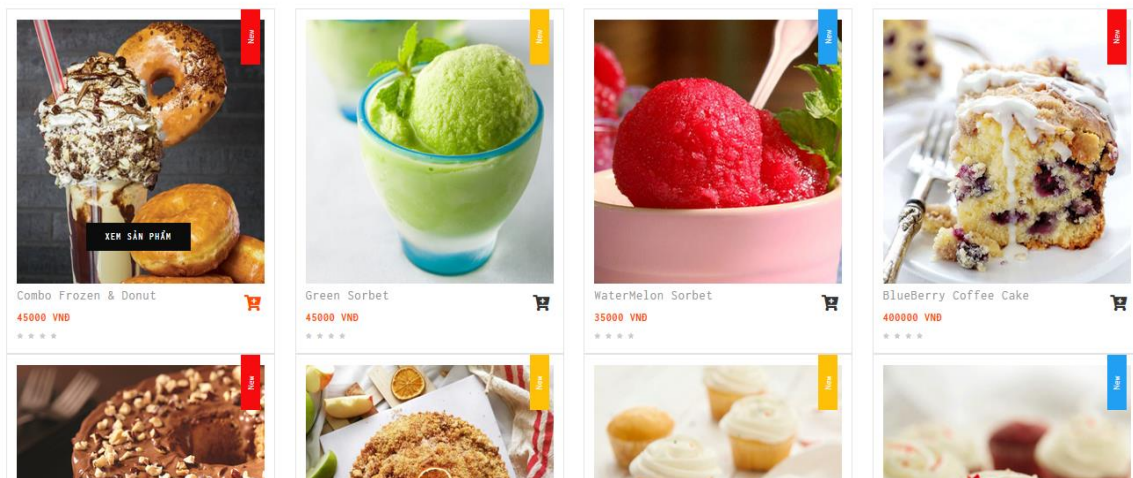 New
New
New
New
XEM SẢN PHẨM
Combo Frozen & Donut
45000 VNĐ
Green Sorbet
45000 VNĐ
WaterMelon Sorbet
35000 VNĐ
BlueBerry Coffee Cake
400000 VNĐ
New
New
New
New